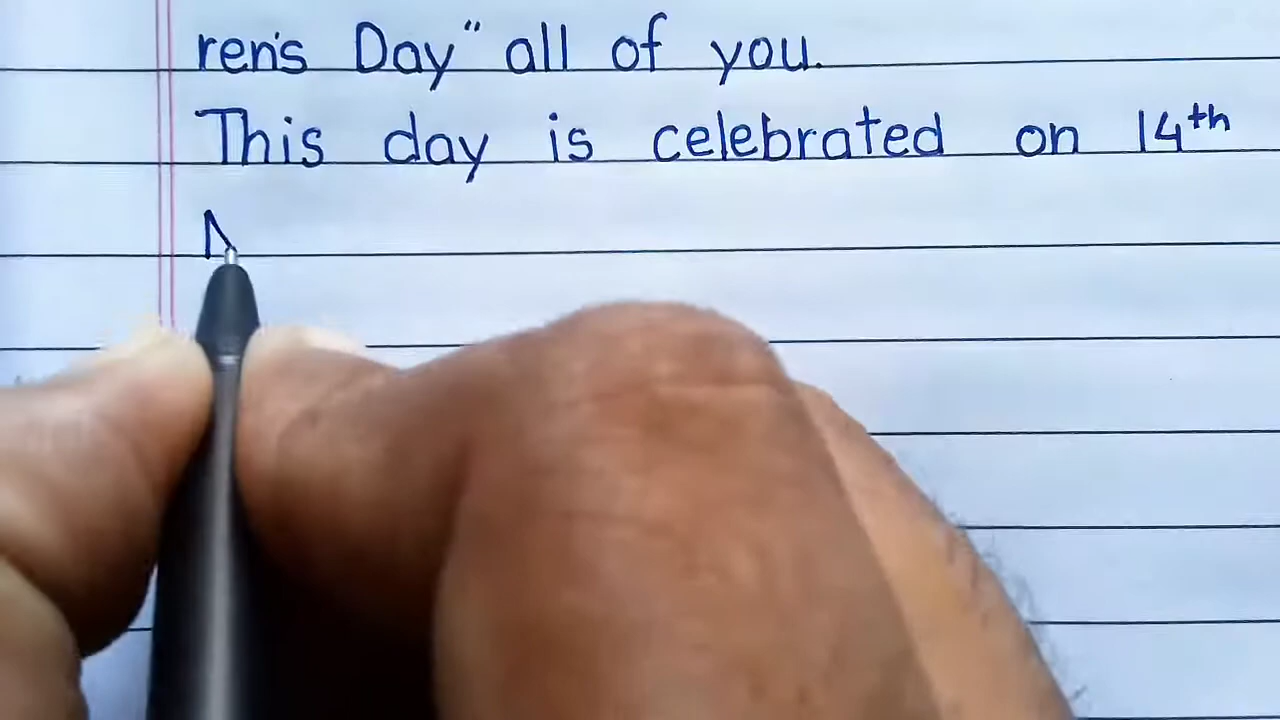 ren's Day" all of you.
This day is celebrated on 14th